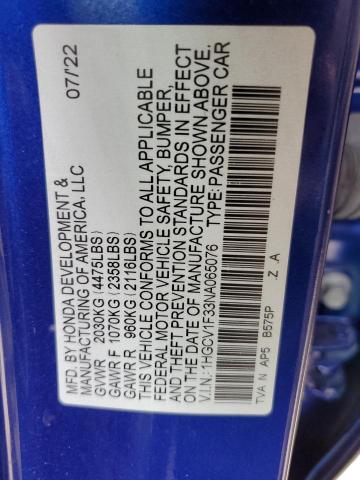 MFD. BY HONDA DEVELOPMENT & 07/'22
MANUFACTURING OF AMERICA, LLC
GVWR 2030KG (4475LBS)
GAWR F 1070KG (2358LBS)
GAWR R 960KG (2116LBS)
THIS VEHICLE CONFORMS TO ALL APPLICABLE
FEDERAL MOTOR VEHICLE SAFETY, BUMPER,
AND THEFT PREVENTION STANDARDS IN EFFECT
ON THE DATE OF MANUFACTURE SHOWN ABOVE.
V.I.N.: 1HGCV1F33NA065076 TYPE: PASSENGER CAR
. Z .A
TVA N AP5 B575P